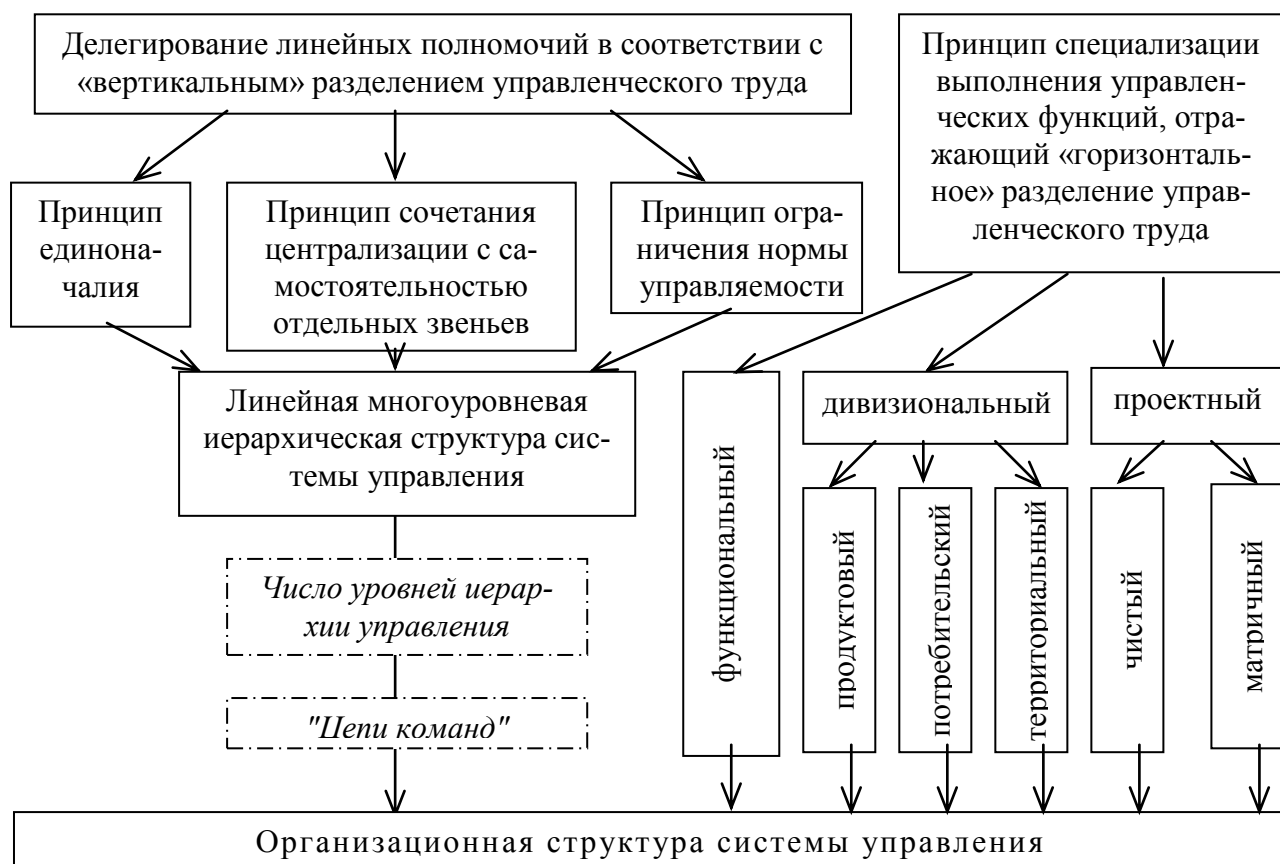 Делегирование линейных полномочий в соответствии с
«вертикальным» разделением управленческого труда
Принцип специализации
выполнения управлен-
ческих функций, отра-
жающий «горизонталь-
ное» разделение управ-
ленческого труда
Принцип
единона-
чалия
Принцип сочетания
централизации с са-
мостоятельностью
отдельных звеньев
Принцип огра-
ничения нормы
управляемости
Линейная многоуровневая
иерархическая структура сис-
темы управления
функциональный
дивизиональный
проектный
продуктовый
потребительский
территориальный
чистый
матричный
Число уровней иерар-
хии управления
"Цепи команд"
Организационная структура системы управления